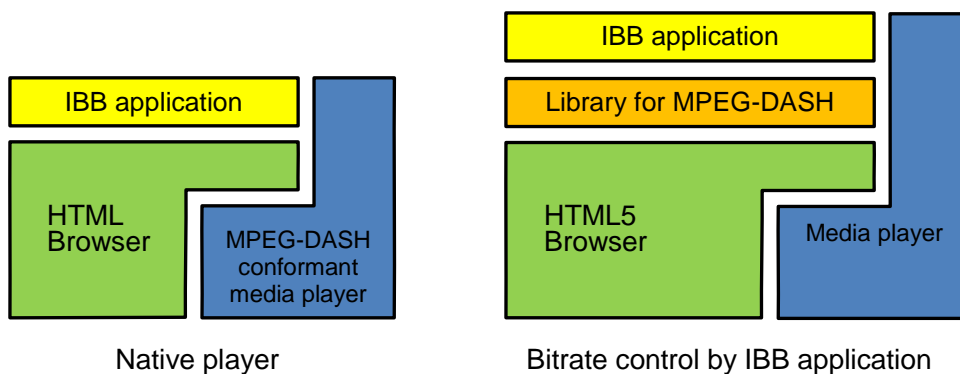 IBB application
HTML
Browser
MPEG-DASH
conformant
media player
Native player
IBB application
Library for MPEG-DASH
HTML5
Browser
Media player
Bitrate control by IBB application